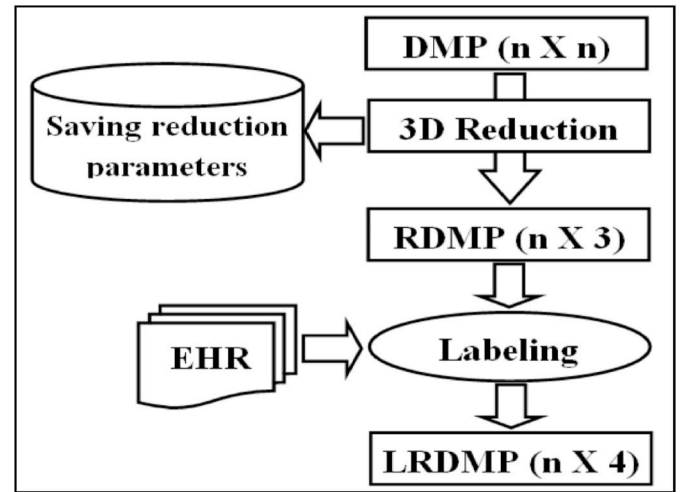 DMP (n X n)
Saving reduction
parameters
3D Reduction
RDMP (n X 3)
EHR
Labeling
LRDMP (n X 4)